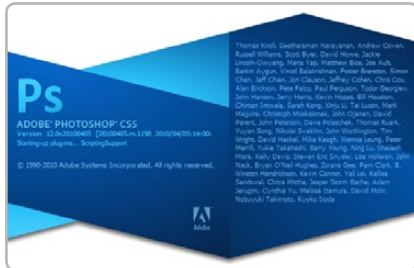 Ps
ADOBE® PHOTOSHOP® CS5
Version 12.0x20100405 [20100405.m.1198 2010/04/05:14:00:
Starting-up plug-ins... ScriptingSupport
© 1990-2010 Adobe Systems Incorporated. All rights reserved.
Adobe
Thomas Knoll, Seetharaman Narayanan, Andrew Coven,
Russell Williams, Scott Byer, David Howe, Jackie
Lincoln-Owyang, Maria Yap, Matthew Bice, Joe Ault,
Barkin Aygun, Vinod Balakrishnan, Foster Brereton, Simon
Chen, Jeff Chien, Jon Clauson, Jeffrey Cohen, Chris Cox,
Alan Erickson, Pete Falco, Paul Ferguson, Todor Georgiev,
John Hanson, Jerry Harris, Kevin Hopps, Bill Houston,
Chintan Intwala, Sarah Kong, Xinju Li, Tai Luxon, Mark
Maguire, Christoph Moskalonek, John Ojanen, David
Parent, John Peterson, Dave Polaschek, Thomas Ruark,
Yuyan Song, Nikolai Svakhin, John Worthington, Tim
Wright, David Hackel, Mike Keogh, Wennie Leung, Peter
Merrill, Yukie Takahashi, Barry Young, Ning Lu, Shailesh
Misra, Kelly Davis, Steven Eric Snyder, Lisa Holleran, John
Nack, Bryan O'Neil Hughes, Zorana Gee, Pam Clark, B.
Winston Hendrickson, Kevin Connor, Yali Lei, Kellisa
Sandoval, China Mitcha, Jesper Storm Bache, Adam
Jerugim, Cynthia Yu, Melissa Itamura, David Mohr,
Nobuyuki Takimoto, Kyoko Itoda